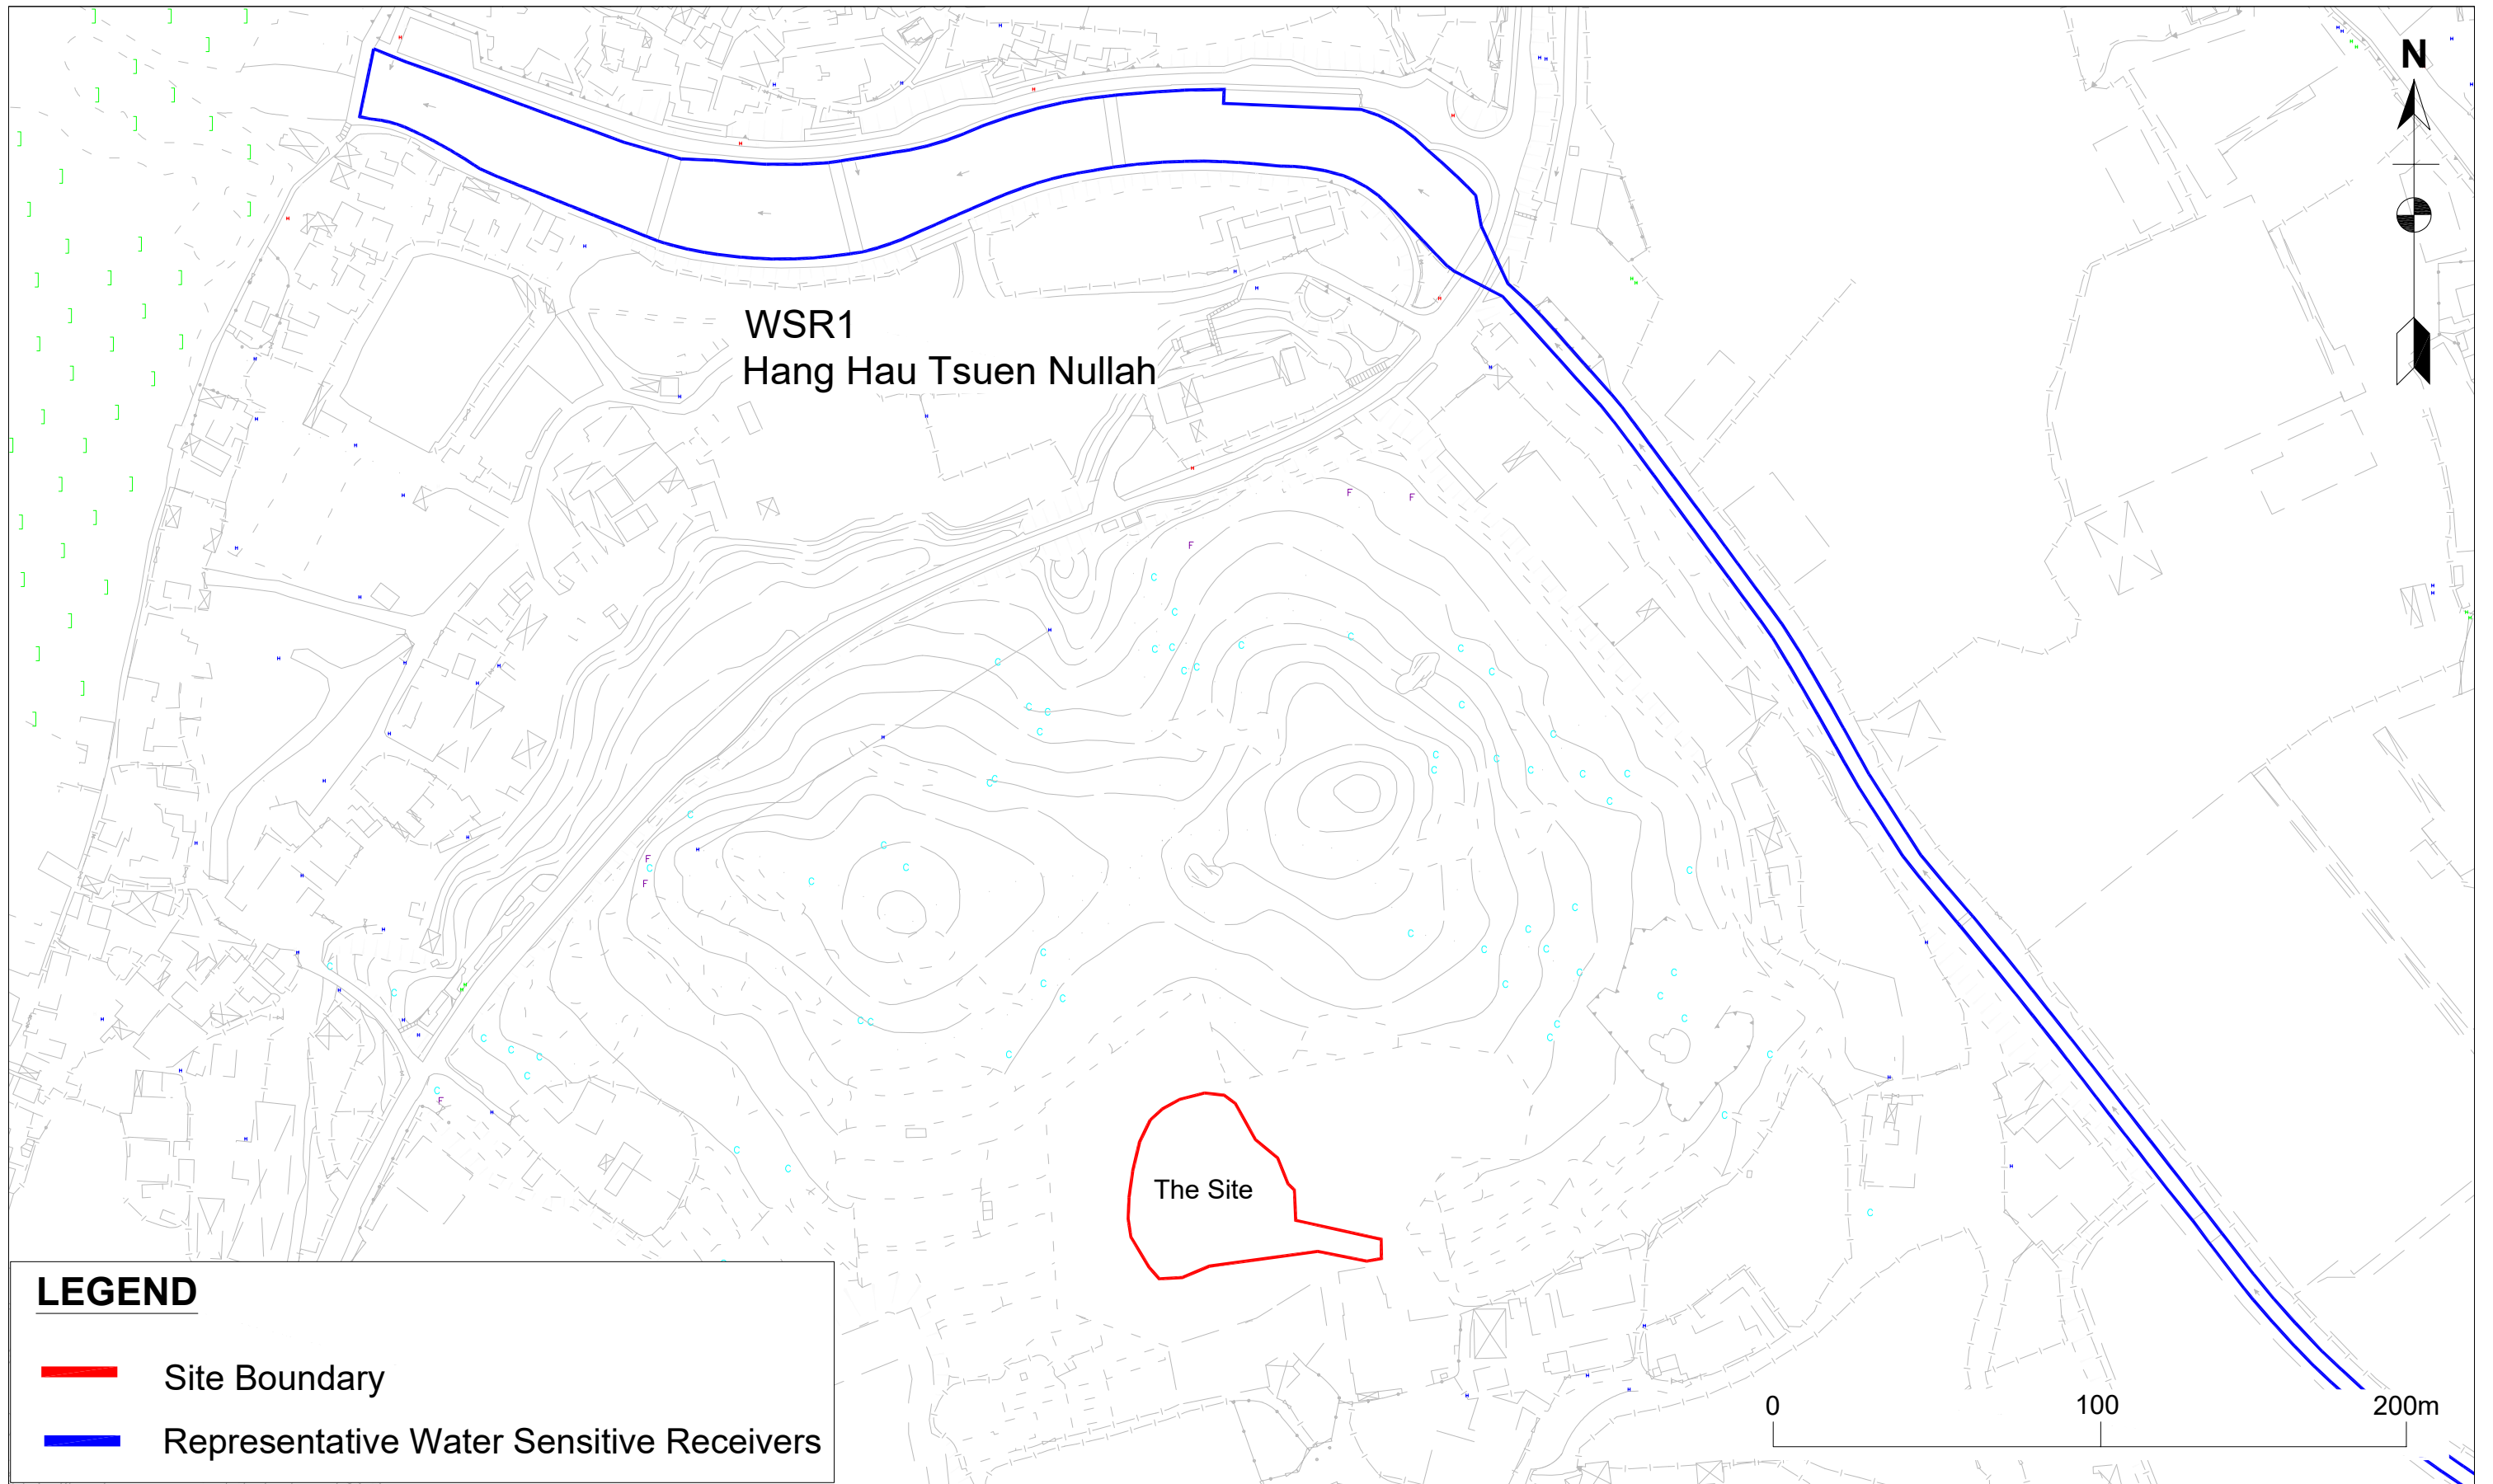 N
WSR1
Hang Hau Tsuen Nullah
The Site
LEGEND
Site Boundary
Representative Water Sensitive Receivers
0 100 200m